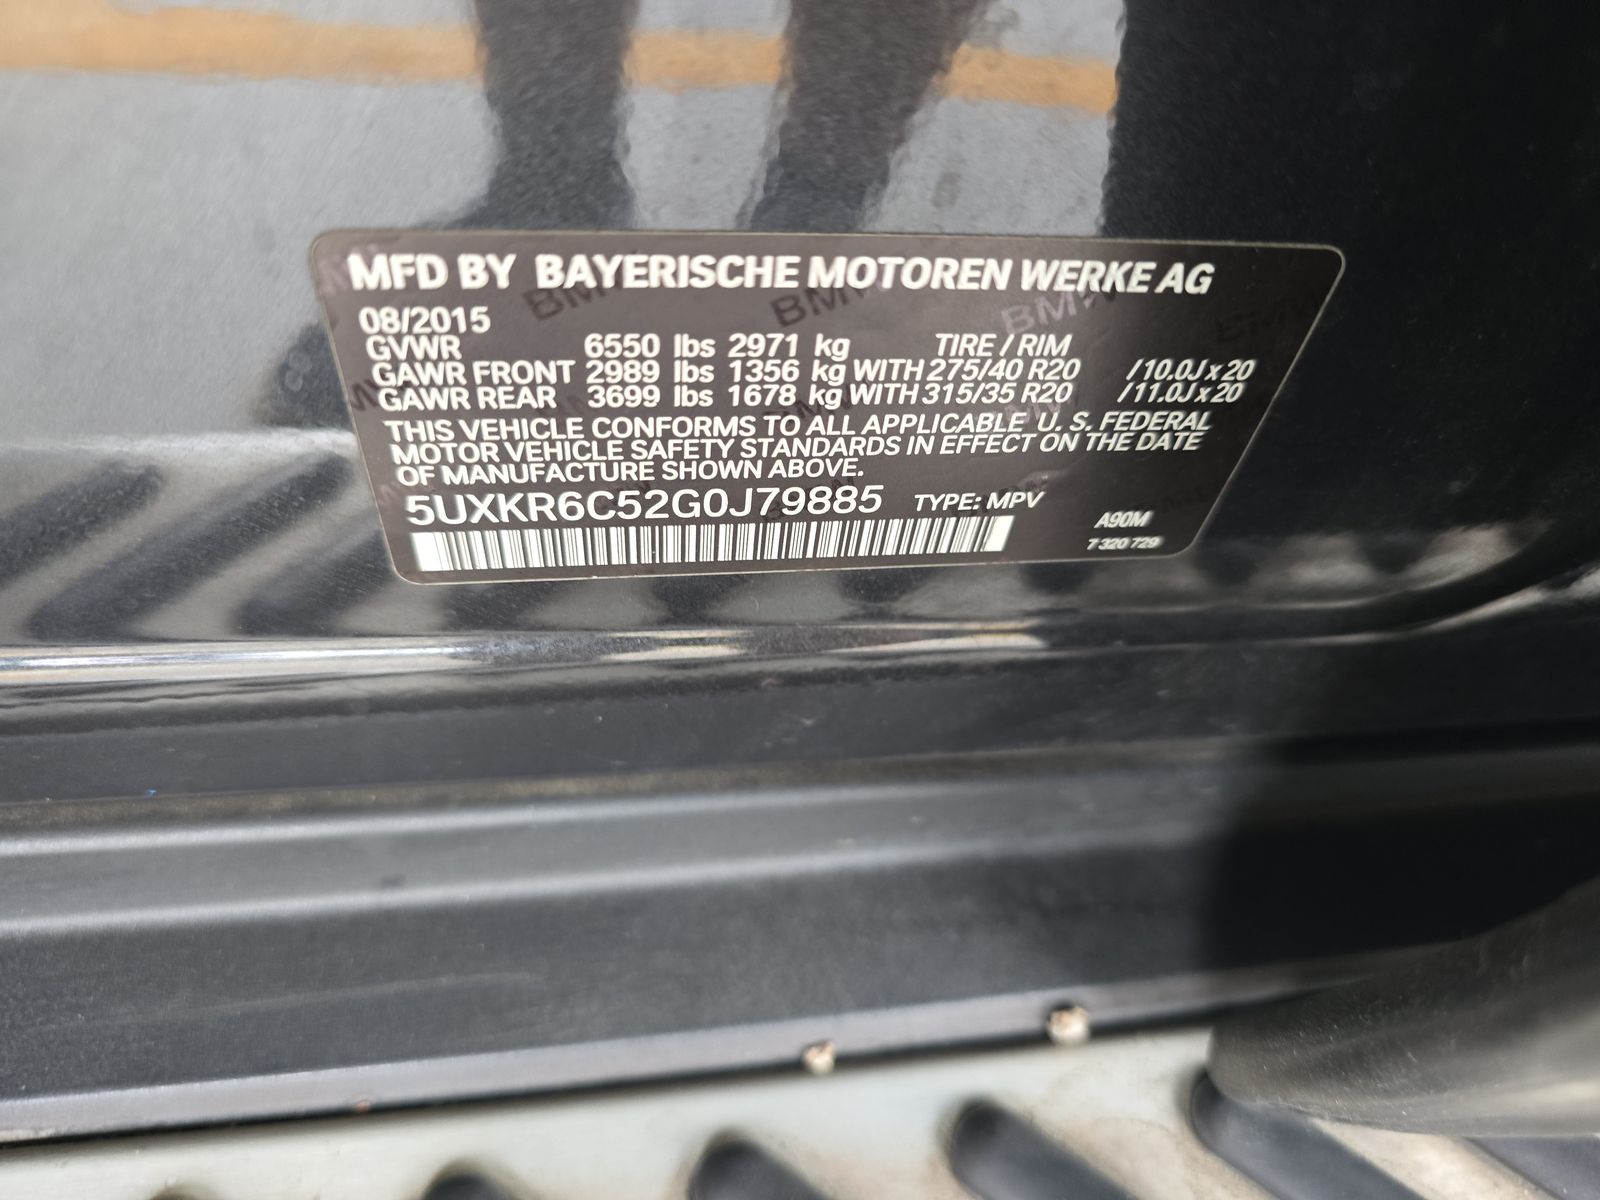 MFD BY BAYERISCHE MOTOREN WERKE AG
08/2015
GVWR 6550 lbs 2971 kg TIRE / RIM
GAWR FRONT 2989 lbs 1356 kg WITH 275/40 R20 / 10.0J x 20
GAWR REAR 3699 lbs 1678 kg WITH 315/35 R20 / 11.0J x 20
THIS VEHICLE CONFORMS TO ALL APPLICABLE U. S. FEDERAL
MOTOR VEHICLE SAFETY STANDARDS IN EFFECT ON THE DATE
OF MANUFACTURE SHOWN ABOVE.
5UXKR6C52G0J79885 TYPE: MPV
A90M
7 320 729